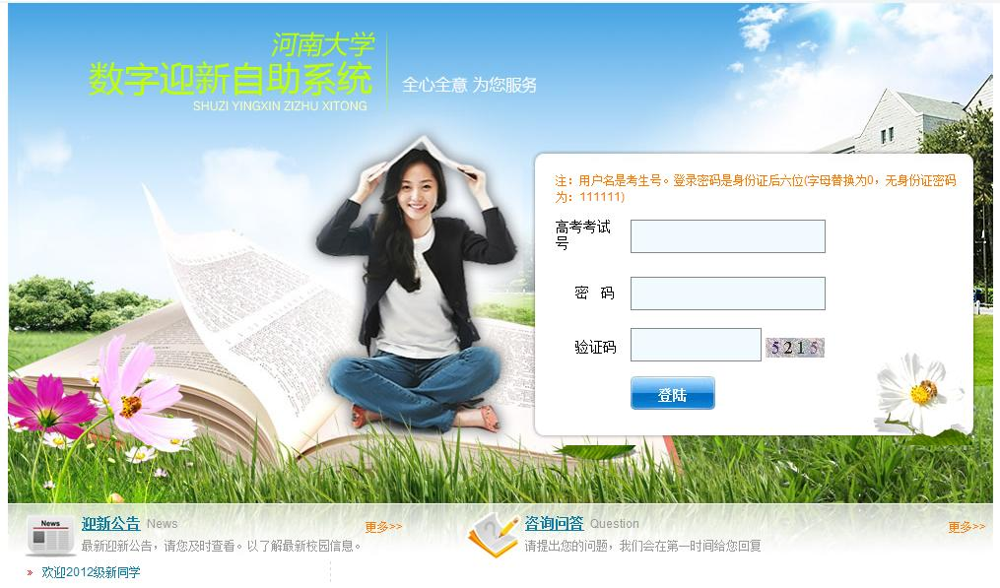 河南大学
数字迎新自助系统
SHUZI YINGXIN ZIZHU XITONG
全心全意 为您服务
注：用户名是考生号。登录密码是身份证后六位(字母替换为0，无身份证密码
为：111111)
高考考试
号
密 码
验证码
5215
登陆
News
迎新公告 News
更多>>
最新迎新公告，请您及时查看。以了解最新校园信息。
» 欢迎2012级新同学
咨询问答 Question
更多>>
请提出您的问题，我们会在第一时间给您回复